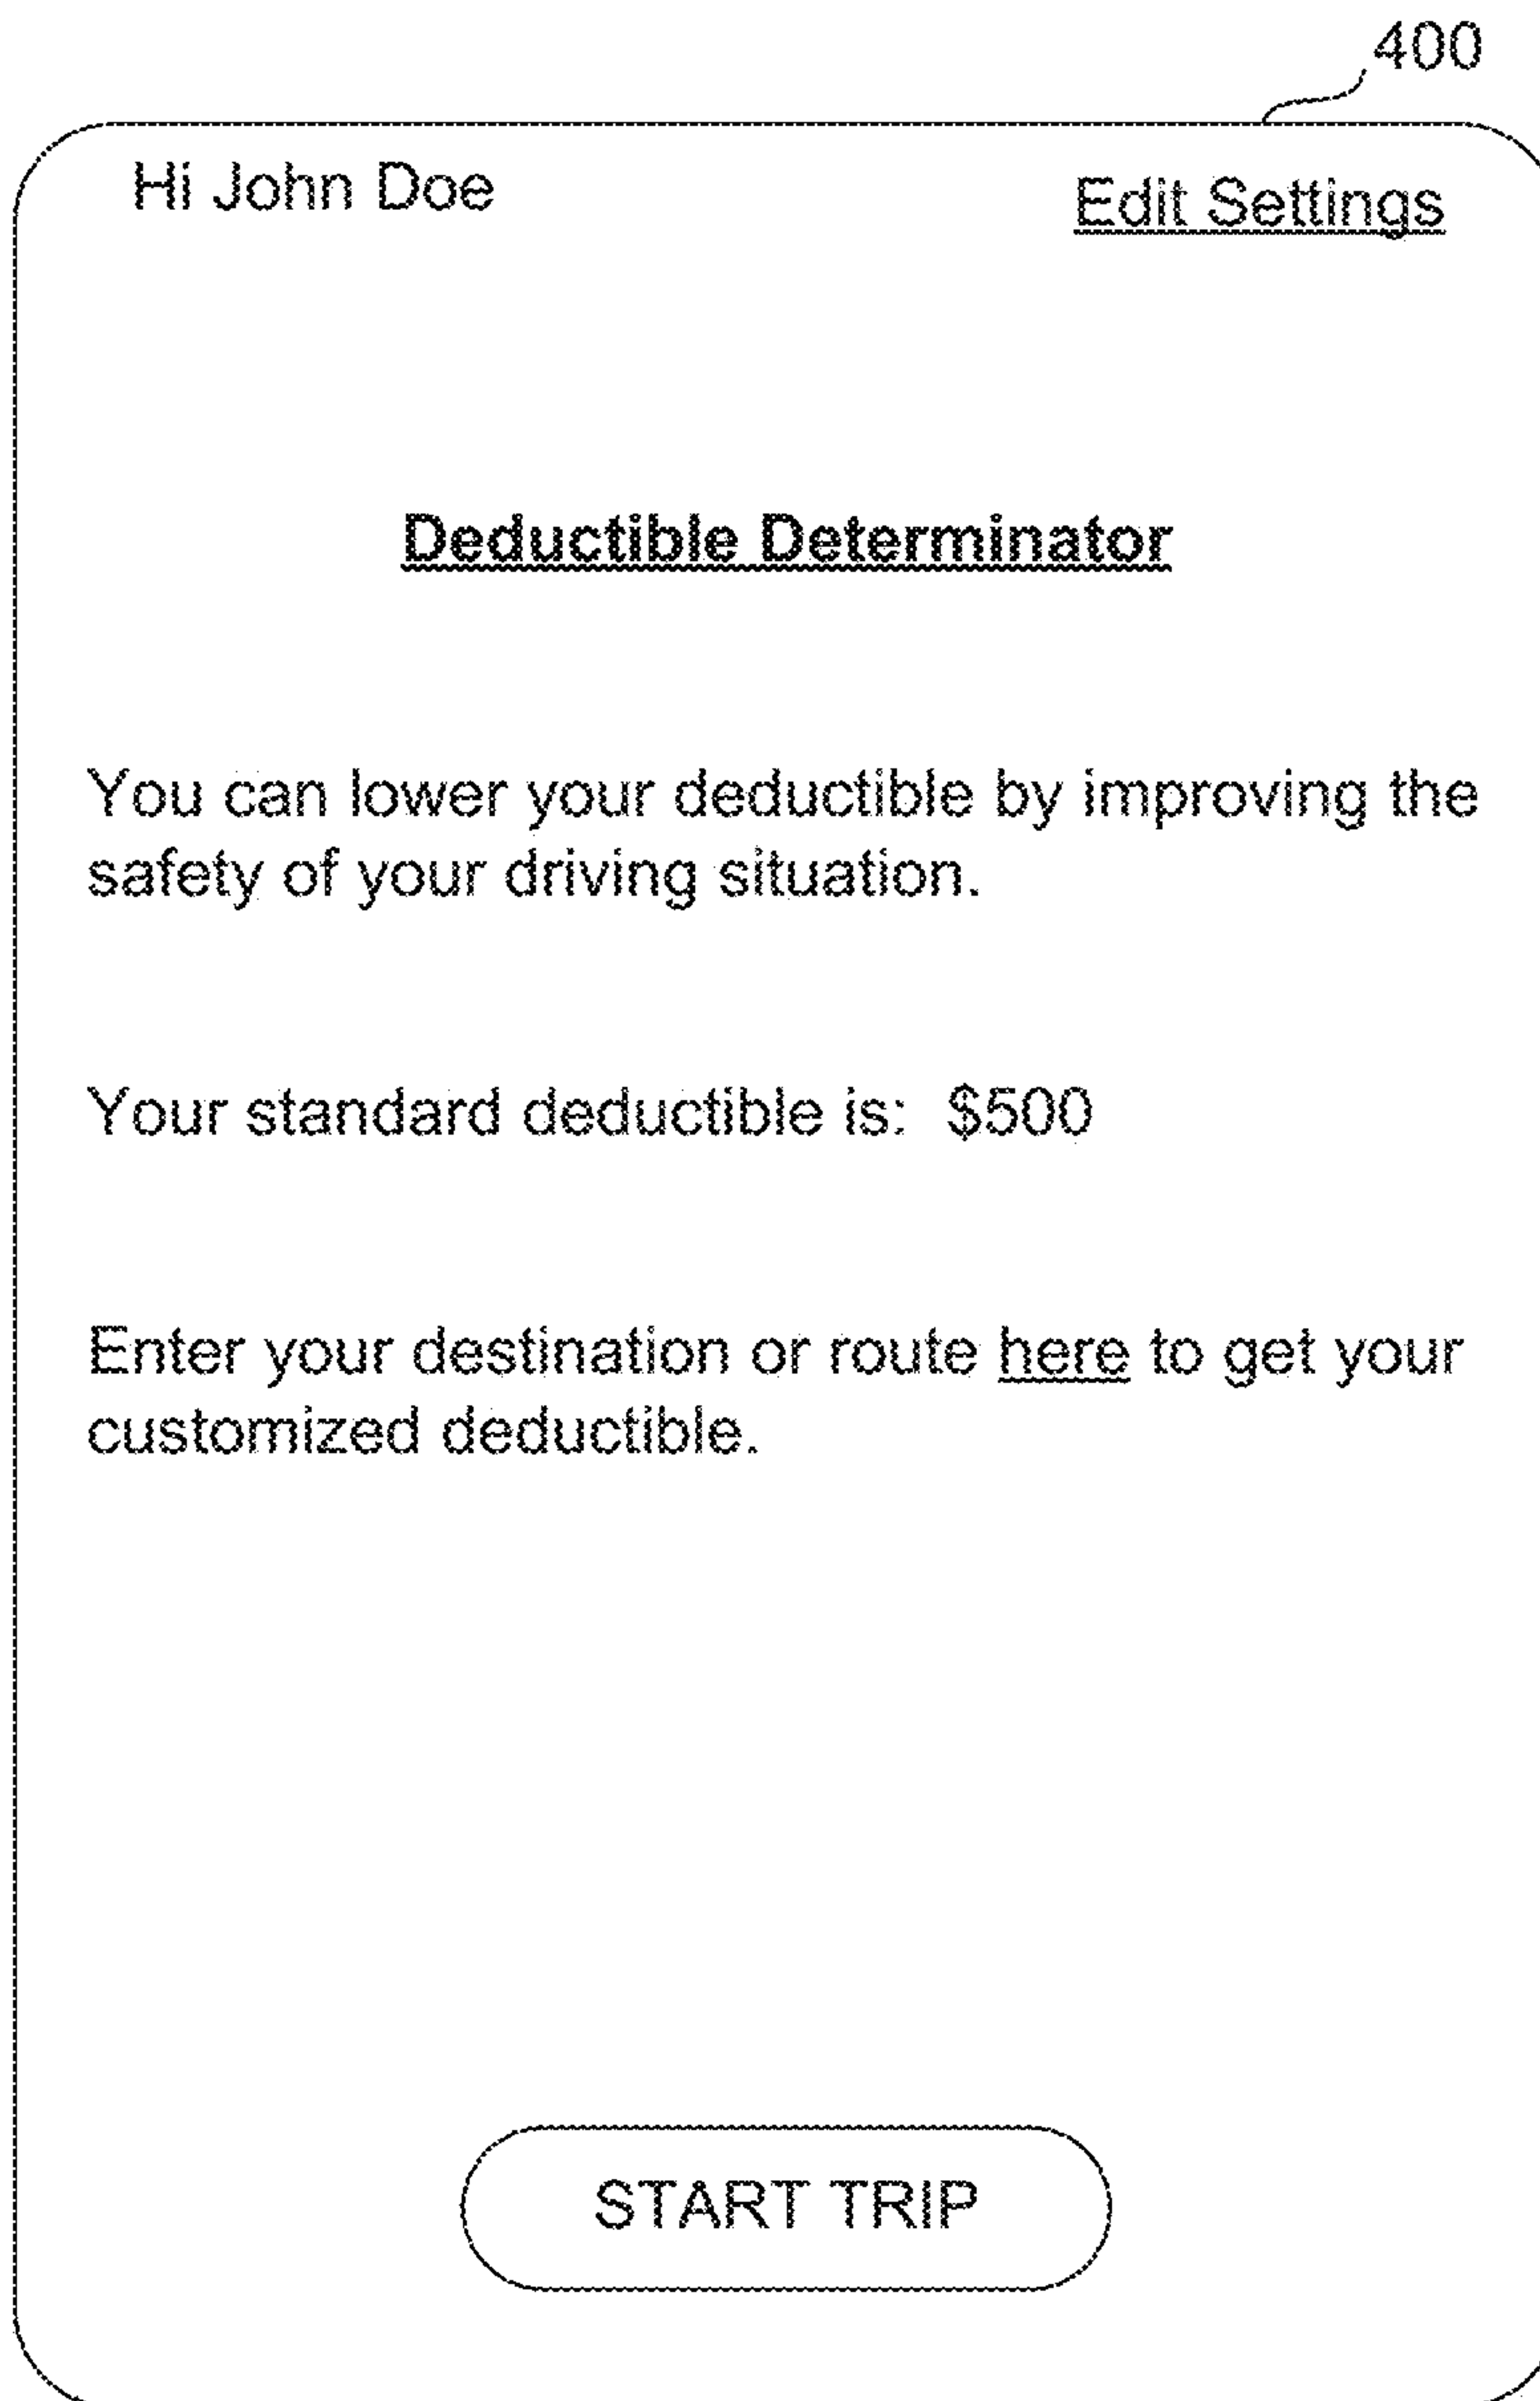 400
Hi John Doe
Edit Settings
Deductible Determinator
You can lower your deductible by improving the
safety of your driving situation.
Your standard deductible is: $500
Enter your destination or route here to get your
customized deductible.
START TRIP